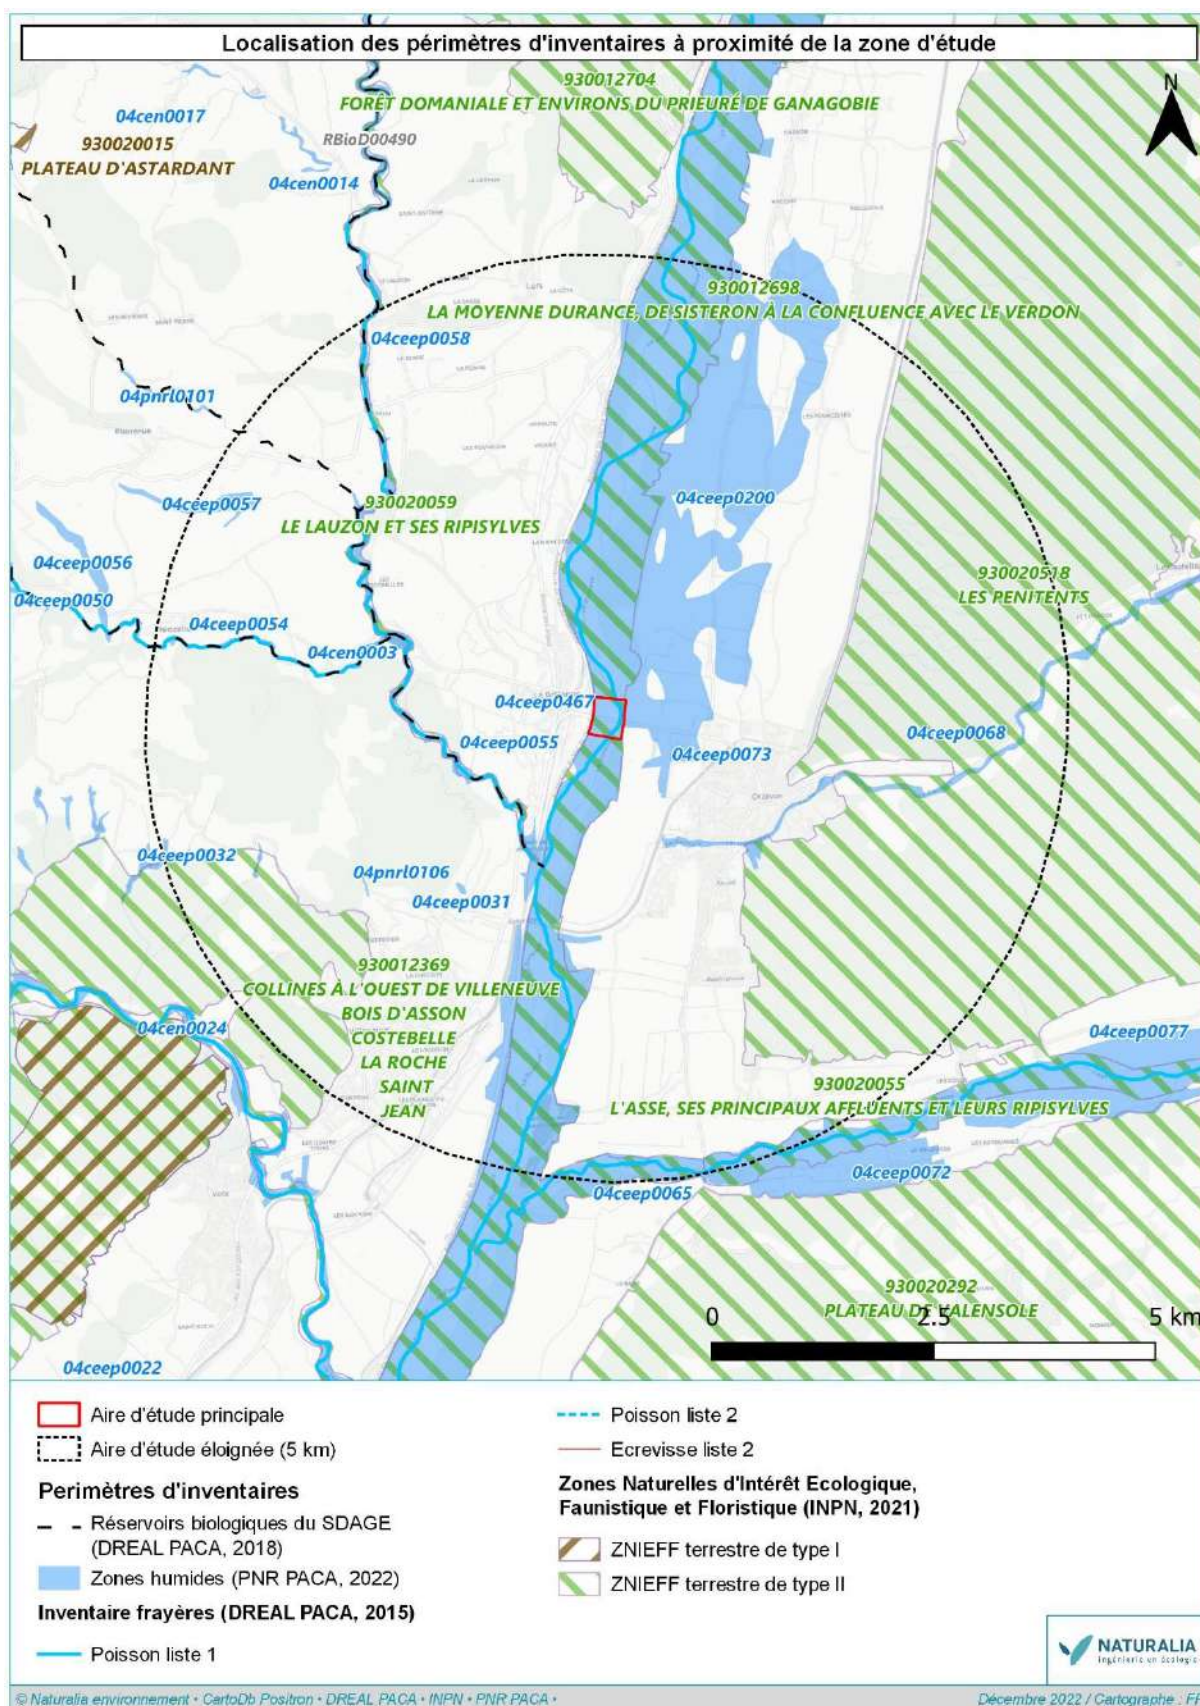 Localisation des périmètres d'inventaires à proximité de la zone d'étude
N
930012704
FORÊT DOMANIALE ET ENVIRONS DU PRIEURÉ DE GANAGOBIE
04cen0017
930020015
PLATEAU D'ASTARDANT
RBioD00490
04cen0014
930012698
LA MOYENNE DURANCE, DE SISTERON À LA CONFLUENCE AVEC LE VERDON
04ceep0058
04pnrl0101
04ceep0057
930020059
LE LAUZON ET SES RIPISYLVES
04ceep0200
04ceep0056
04ceep0050
04ceep0054
04cen0003
930020518
LES PENITENTS
04ceep0467
04ceep0055
04ceep0073
04ceep0068
04ceep0032
04pnrl0106
04ceep0031
930012369
COLLINES À L'OUEST DE VILLENEUVE
BOIS D'ASSON
COSTEBELLE
LA ROCHE
SAINT
JEAN
04cen0024
04ceep0077
930020055
L'ASSE, SES PRINCIPAUX AFFLUENTS ET LEURS RIPISYLVES
04ceep0072
04ceep0065
930020292
PLATEAU DE VALENSOLE
0 2.5 5 km
04ceep0022
Aire d'étude principale
Aire d'étude éloignée (5 km)
Perimètres d'inventaires
Réservoirs biologiques du SDAGE
(DREAL PACA, 2018)
Zones humides (PNR PACA, 2022)
Inventaire frayères (DREAL PACA, 2015)
Poisson liste 1
Poisson liste 2
Ecrevisse liste 2
Zones Naturelles d'Intérêt Ecologique,
Faunistique et Floristique (INPN, 2021)
ZNIEFF terrestre de type I
ZNIEFF terrestre de type II
NATURALIA
Ingénierie en écologie
© Naturalia environnement • CartoDb Positron • DREAL PACA • INPN • PNR PACA •
Décembre 2022 / Cartographe : FF